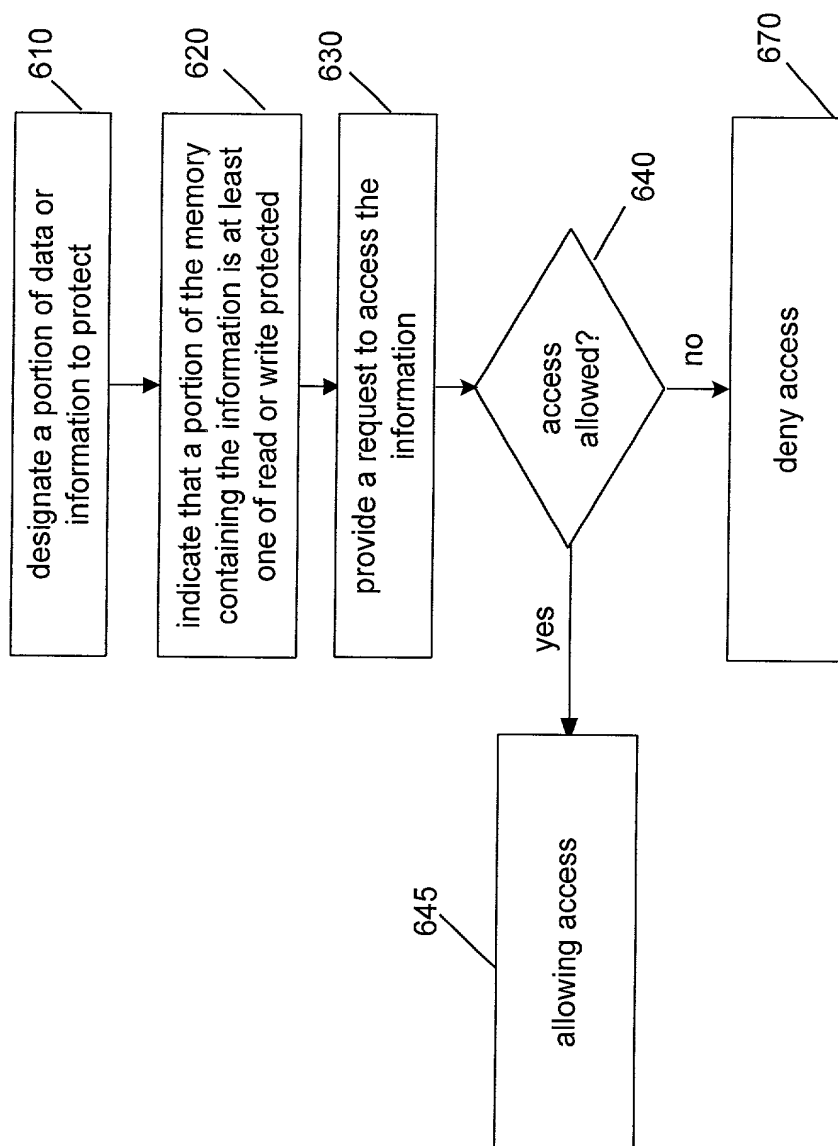 610
designate a portion of data or
information to protect
620
indicate that a portion of the memory
containing the information is at least
one of read or write protected
630
provide a request to access the
information
640
access
allowed?
yes
no
645
allowing access
670
deny access